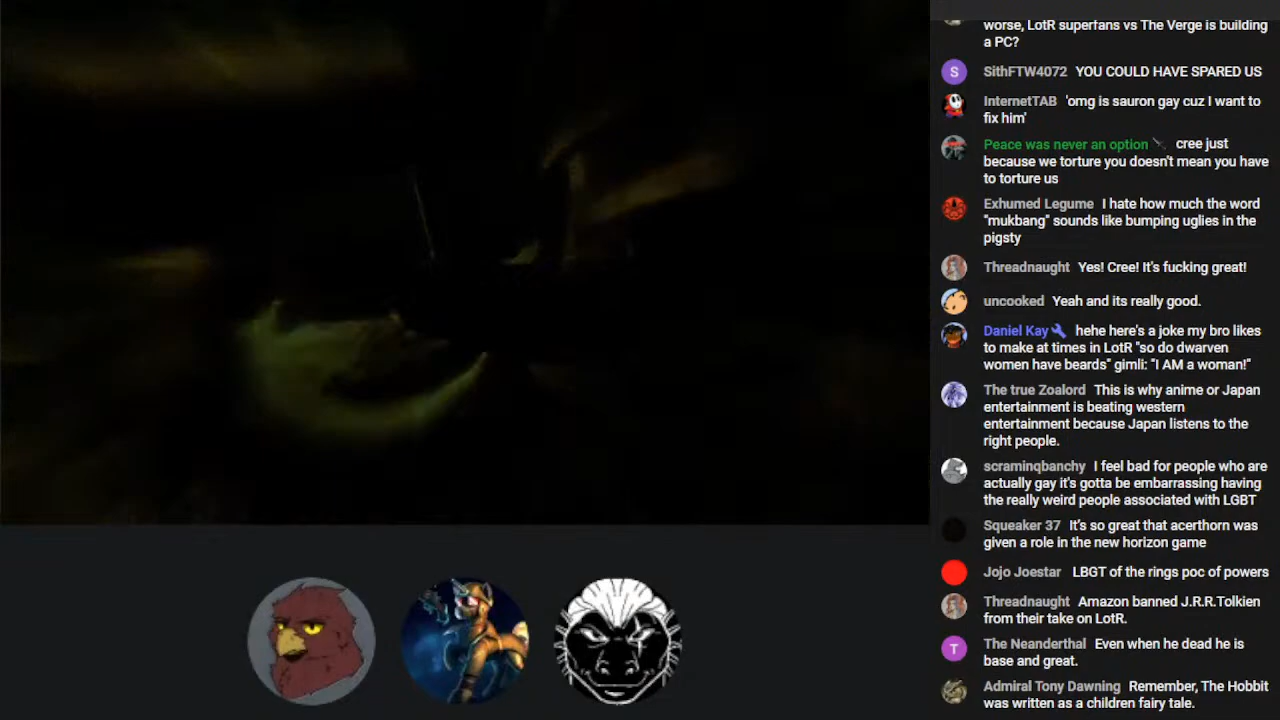 worse, LotR superfans vs The Verge is building
a PC?
S SithFTW4072 YOU COULD HAVE SPARED US
InternetTAB 'omg is sauron gay cuz I want to
fix him'
Peace was never an option cree just
because we torture you doesn't mean you have
to torture us
Exhumed Legume I hate how much the word
"mukbang" sounds like bumping uglies in the
pigsty
Threadnaught Yes! Cree! It's fucking great!
uncooked Yeah and its really good.
Daniel Kay hehe here's a joke my bro likes
to make at times in LotR "so do dwarven
women have beards" gimli: "I AM a woman!"
The true Zoalord This is why anime or Japan
entertainment is beating western
entertainment because Japan listens to the
right people.
scraminqbanchy I feel bad for people who are
actually gay it's gotta be embarrassing having
the really weird people associated with LGBT
Squeaker 37 It's so great that acerthorn was
given a role in the new horizon game
Jojo Joestar LBGT of the rings poc of powers
Threadnaught Amazon banned J.R.R.Tolkien
from their take on LotR.
T The Neanderthal Even when he dead he is
base and great.
Admiral Tony Dawning Remember, The Hobbit
was written as a children fairy tale.